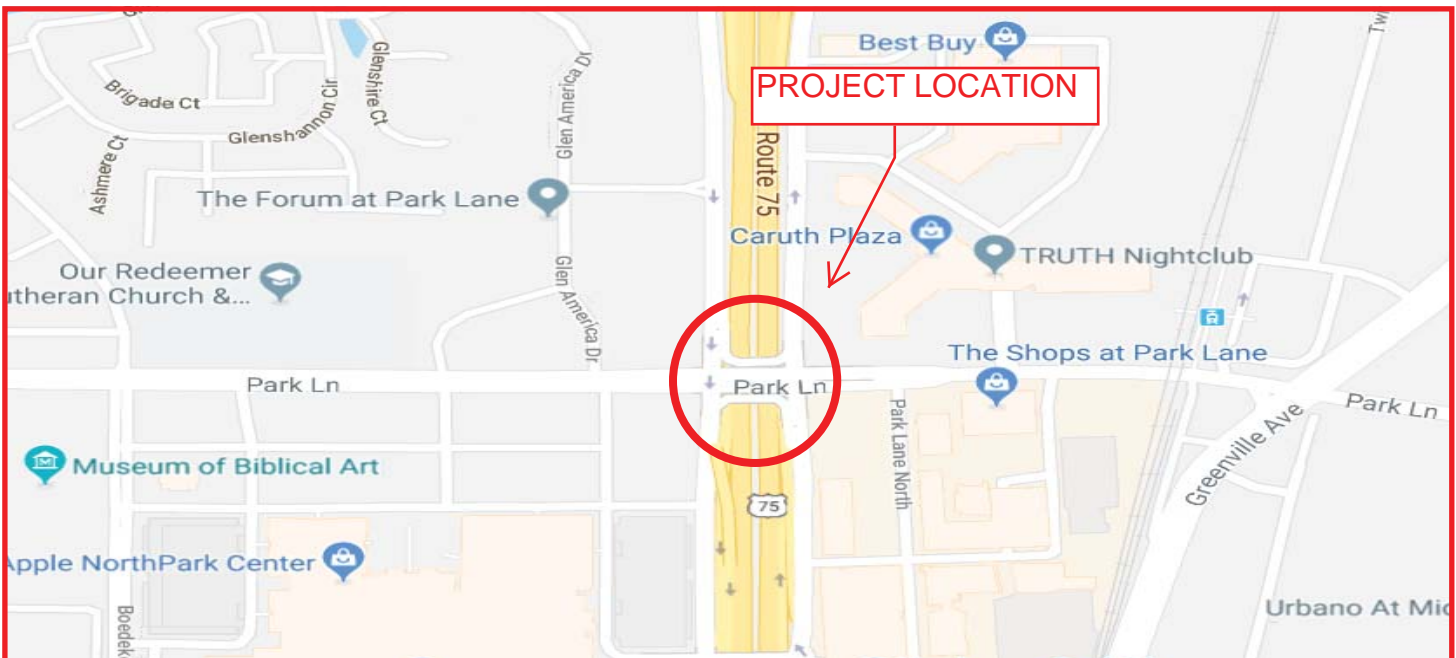 Best Buy
PROJECT LOCATION
Brigade Ct
Glenshannon Cir
Glenshire Ct
Ashmere Ct
Glen America Dr
Route 75
The Forum at Park Lane
Caruth Plaza
TRUTH Nightclub
Our Redeemer
utheran Church &...
Glen America Dr
The Shops at Park Lane
Park Ln
Park Ln
Park Ln
Park Lane North
Greenville Ave
Museum of Biblical Art
75
Apple NorthPark Center
Urbano At Mic
Boedek